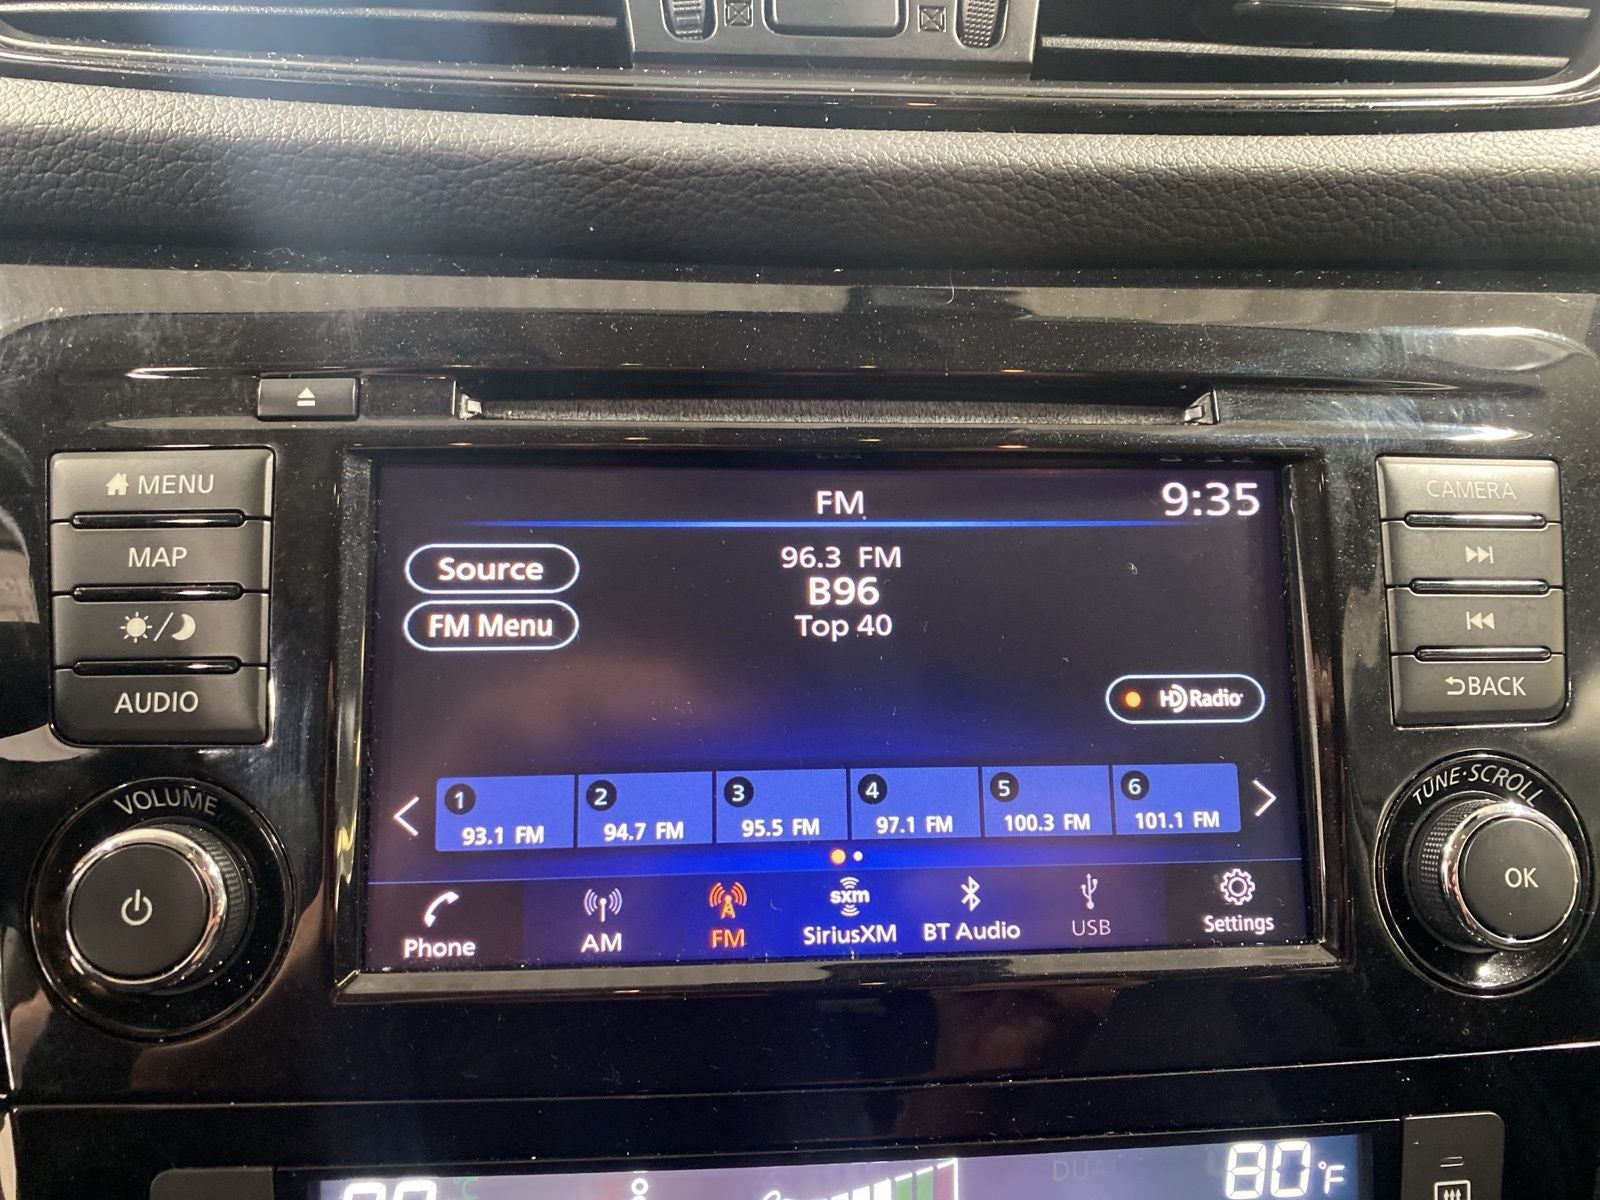 MENU
MAP
AUDIO
VOLUME
FM
9:35
Source
FM Menu
96.3 FM
B96
Top 40
HD Radio
1 93.1 FM
2 94.7 FM
3 95.5 FM
4 97.1 FM
5 100.3 FM
6 101.1 FM
Phone
AM
FM
sxm
SiriusXM
BT Audio
USB
Settings
CAMERA
BACK
TUNE·SCROLL
OK
DUAL
80°F